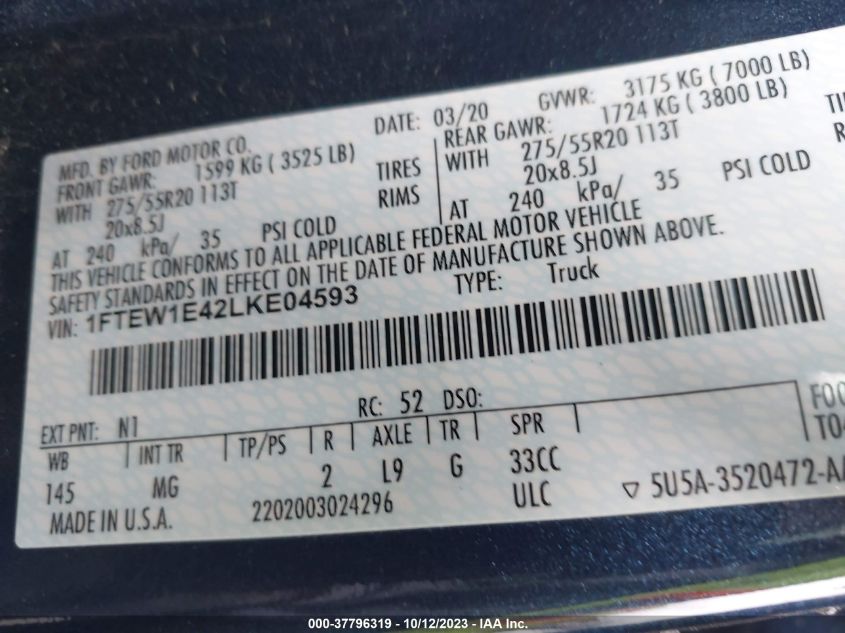 MFD. BY FORD MOTOR CO.
DATE: 03/20
GVWR: 3175 KG ( 7000 LB)
FRONT GAWR: 1599 KG ( 3525 LB)
REAR GAWR: 1724 KG ( 3800 LB)
WITH 275/55R20 113T TIRES
WITH 275/55R20 113T
20x8.5J RIMS
20x8.5J
AT 240 kPa/ 35 PSI COLD
AT 240 kPa/ 35 PSI COLD
THIS VEHICLE CONFORMS TO ALL APPLICABLE FEDERAL MOTOR VEHICLE
SAFETY STANDARDS IN EFFECT ON THE DATE OF MANUFACTURE SHOWN ABOVE.
VIN: 1FTEW1E42LKE04593
TYPE: Truck
EXT PNT: N1 RC: 52 DSO:
WB INT TR TP/PS R AXLE TR SPR
145 MG 2 L9 G 33CC
MADE IN U.S.A. 2202003024296 ULC
▽ 5U5A-3520472-A
000-37796319 - 10/12/2023 - IAA Inc.